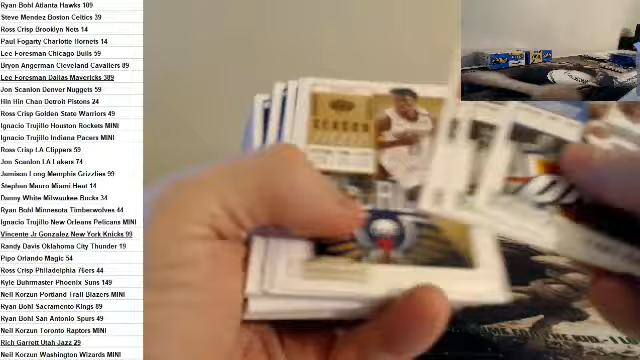 Ryan Bohl Atlanta Hawks 109
Steve Mendez Boston Celtics 39
Ross Crisp Brooklyn Nets 14
Paul Fogarty Charlotte Hornets 14
Lee Foresman Chicago Bulls 59
Bryon Angerman Cleveland Cavaliers 89
Lee Foresman Dallas Mavericks 389
Jon Scanlon Denver Nuggets 59
Hin Hin Chan Detroit Pistons 24
Ross Crisp Golden State Warriors 49
Ignacio Trujillo Houston Rockets MINI
Ignacio Trujillo Indiana Pacers MINI
Ross Crisp LA Clippers 59
Jon Scanlon LA Lakers 74
Jamison Long Memphis Grizzlies 99
Stephan Mauro Miami Heat 14
Danny White Milwaukee Bucks 34
Ryan Bohl Minnesota Timberwolves 44
Ignacio Trujillo New Orleans Pelicans MINI
Vincente Jr Gonzalez New York Knicks 99
Randy Davis Oklahoma City Thunder 19
Pipo Orlando Magic 54
Ross Crisp Philadelphia 76ers 44
Kyle Buhrmaster Phoenix Suns 149
Neil Korzun Portland Trail Blazers MINI
Ryan Bohl Sacramento Kings 89
Ryan Bohl San Antonio Spurs 49
Neil Korzun Toronto Raptors MINI
Rich Garrett Utah Jazz 29
Neil Korzun Washington Wizards MINI
SEASON